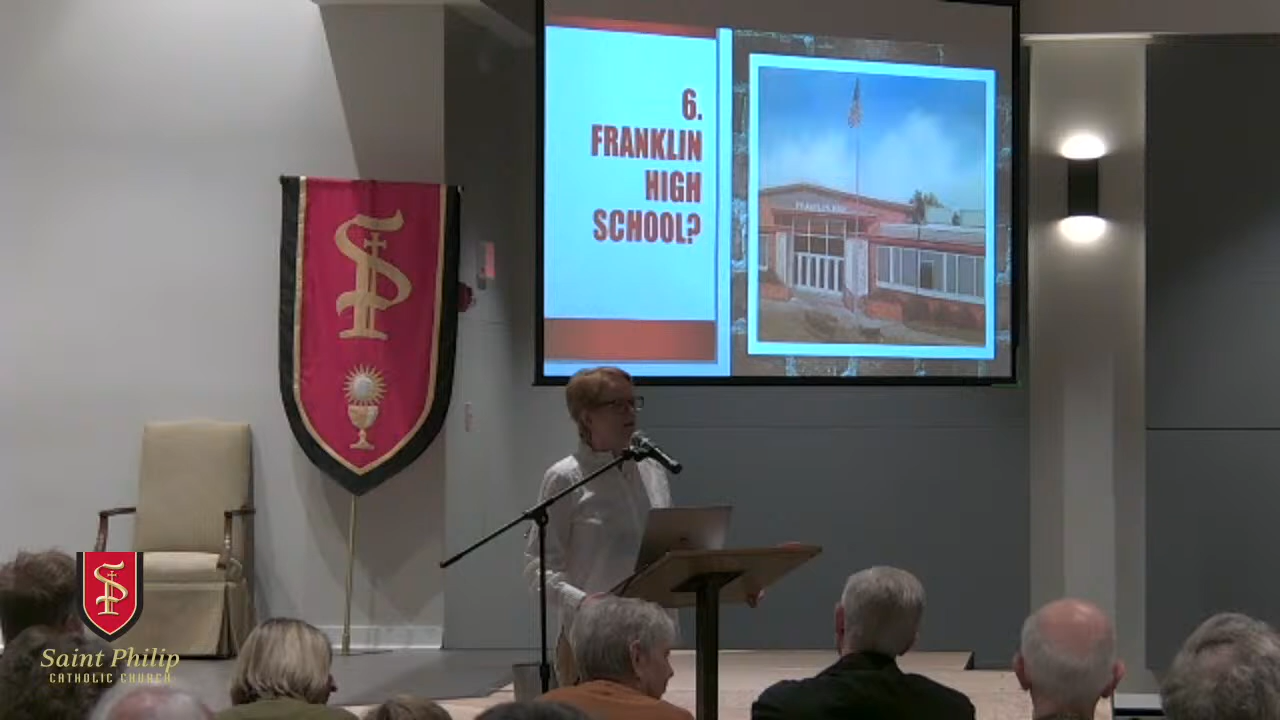 6.
FRANKLIN
HIGH
SCHOOL?
Saint Philip
CATHOLIC CHURCH